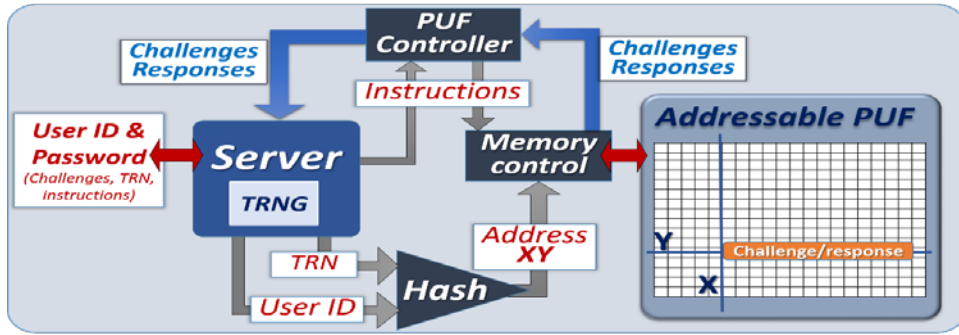 PUF
Controller
Challenges
Responses
Challenges
Responses
Instructions
User ID &
Password
(Challenges, TRN,
instructions)
Server
TRNG
Memory
control
Addressable PUF
Y
Challenge/response
X
Address
XY
TRN
Hash
User ID